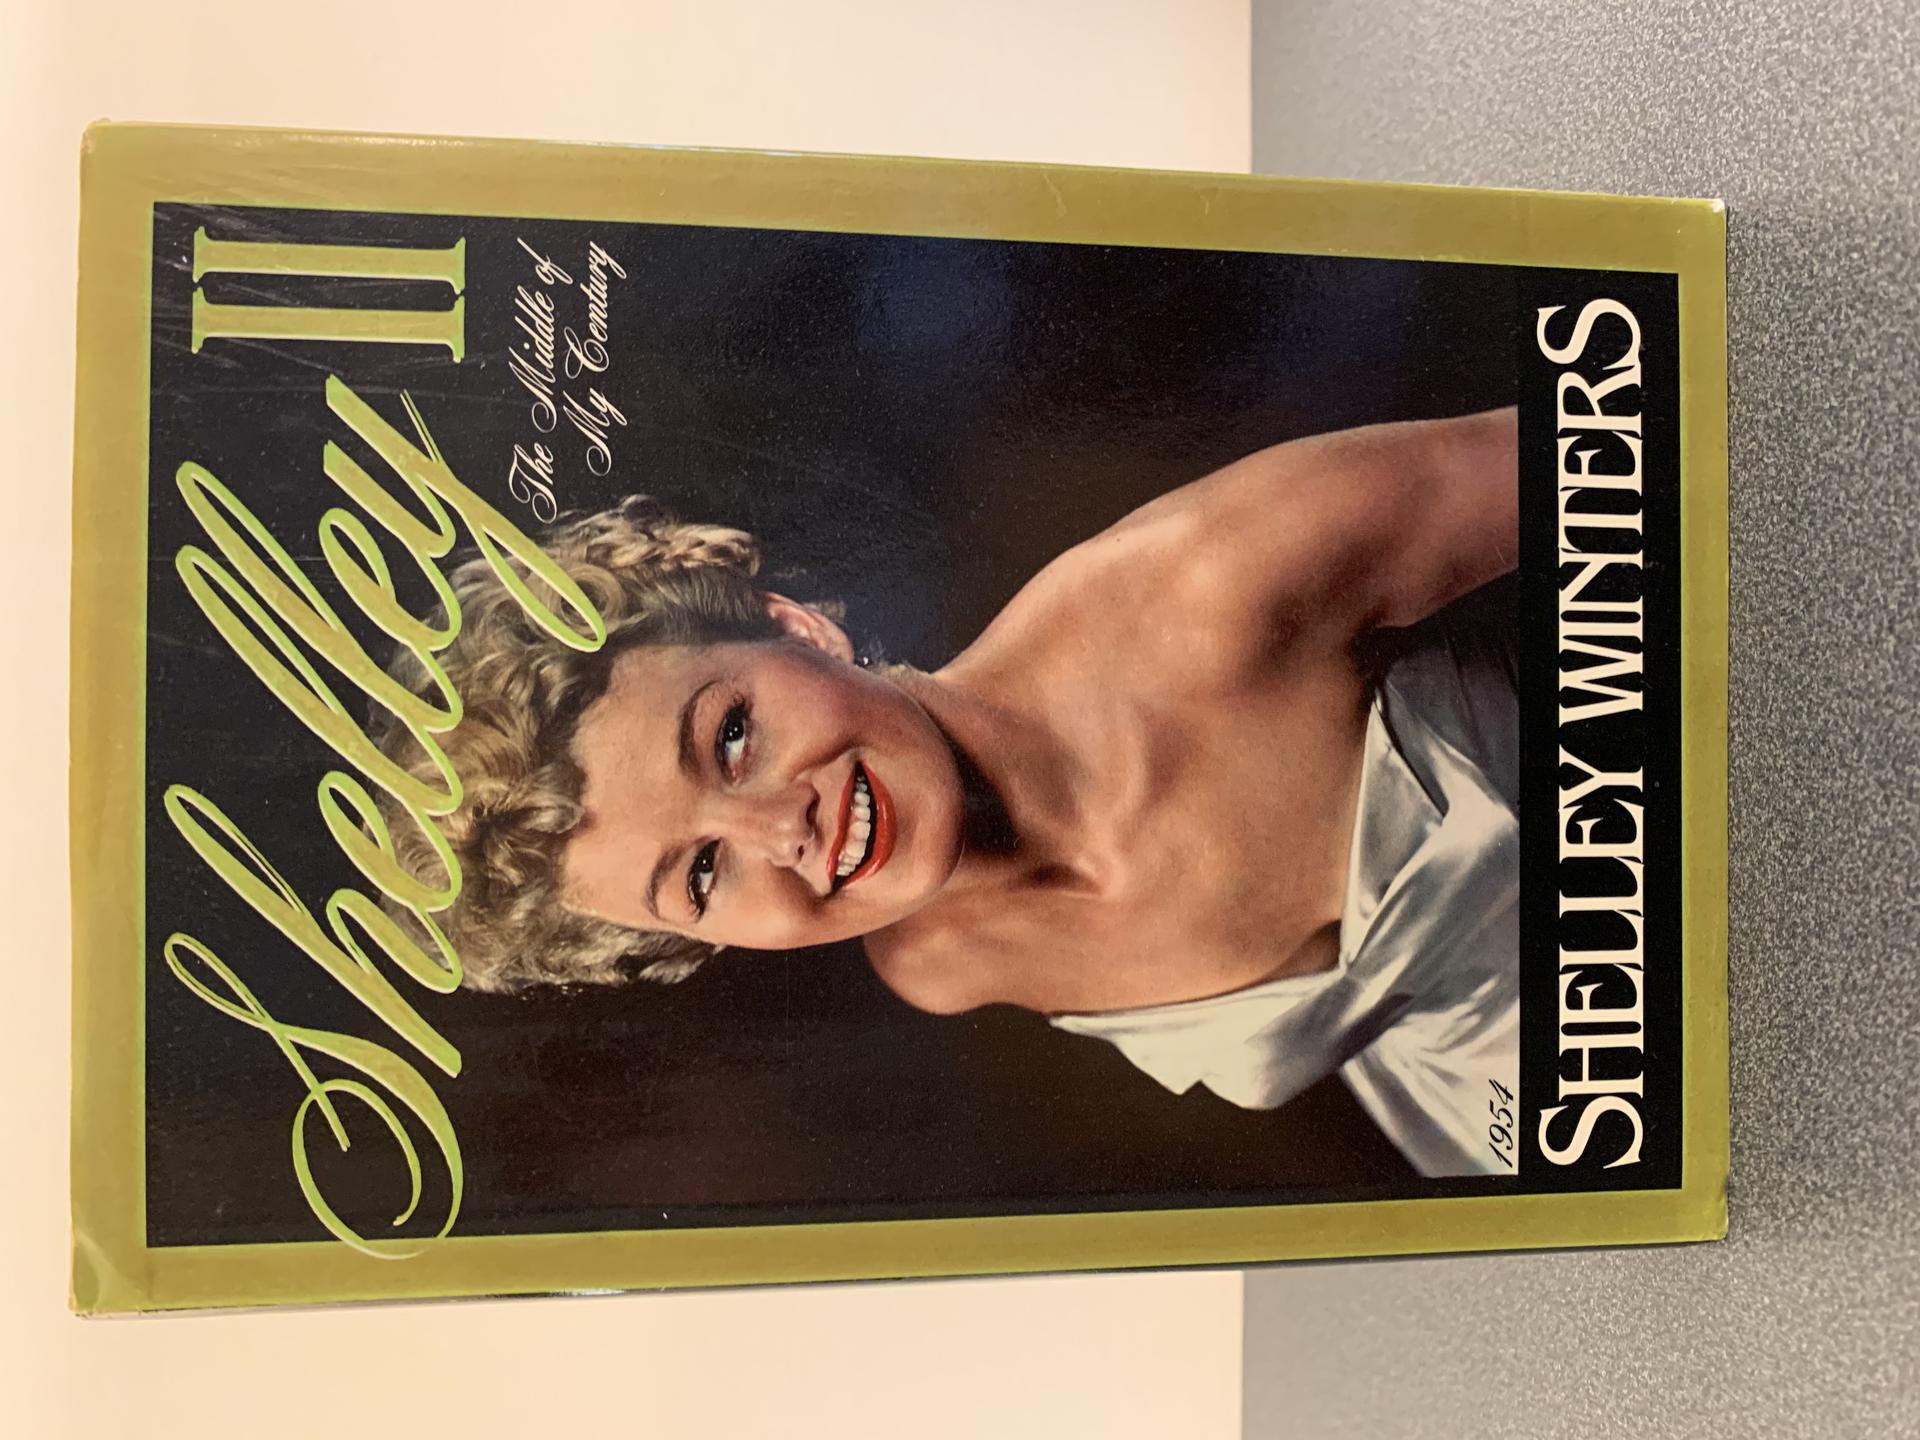 Shelley II
The Middle of
My Century
1954
SHELLEY WINTERS